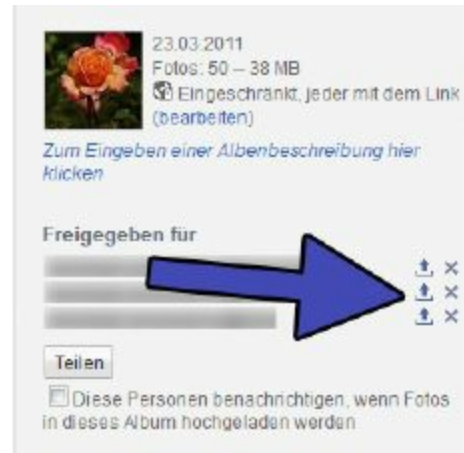 23.03.2011
Fotos: 50 – 38 MB
Eingeschränkt, jeder mit dem Link
(bearbeiten)
Zum Eingeben einer Albenbeschreibung hier
klicken
Freigegeben für
Teilen
Diese Personen benachrichtigen, wenn Fotos
in dieses Album hochgeladen werden